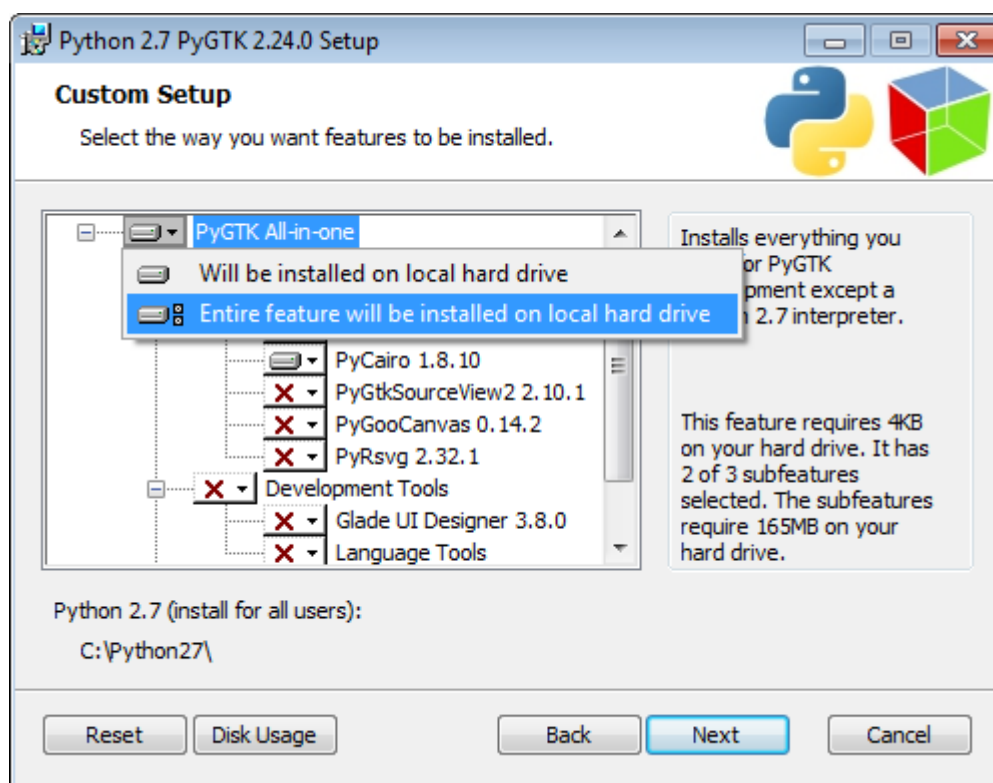 Python 2.7 PyGTK 2.24.0 Setup
Custom Setup
Select the way you want features to be installed.
PyGTK All-in-one
Will be installed on local hard drive
Entire feature will be installed on local hard drive
PyCairo 1.8.10
PyGtkSourceView2 2.10.1
PyGooCanvas 0.14.2
PyRsvg 2.32.1
Development Tools
Glade UI Designer 3.8.0
Language Tools
Installs everything you
or PyGTK
except a
2.7 interpreter.
This feature requires 4KB
on your hard drive. It has
2 of 3 subfeatures
selected. The subfeatures
require 165MB on your
hard drive.
Python 2.7 (install for all users):
C:\Python27\
Reset
Disk Usage
Back
Next
Cancel